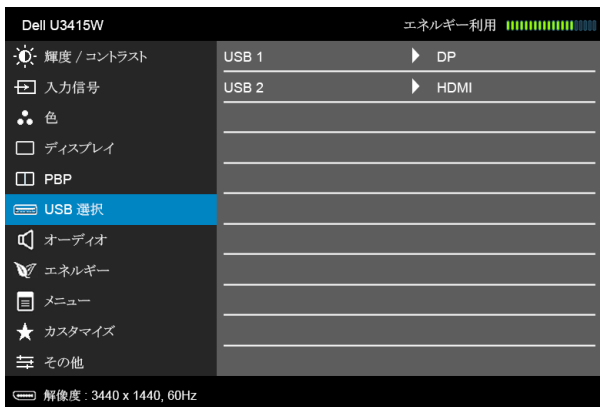 Dell U3415W エネルギー利用
輝度 / コントラスト
USB 1 DP
入力信号
USB 2 HDMI
色
ディスプレイ
PBP
USB 選択
オーディオ
エネルギー
メニュー
カスタマイズ
その他
解像度 : 3440 x 1440, 60Hz